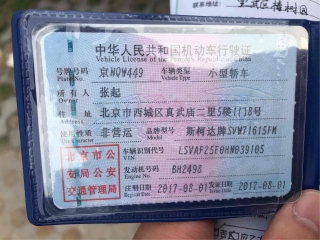 中华人民共和国机动车行驶证
Vehicle License of the People's Republic of China
号牌号码 京N0W449 车辆类型 小型轿车
Plate No. Vehicle Type
所有人 张起
Owner
住址 北京市西城区真武庙二里5楼1门8号
Address
使用性质 非营运 品牌型号 斯柯达牌SVW71615FM
北京市公安局公安交通管理局
车辆识别代号 LSVAF25E0HN039105
VIN
发动机号码 BH2498
Engine No.
注册日期 2017-08-01 发证日期 2017-08-01